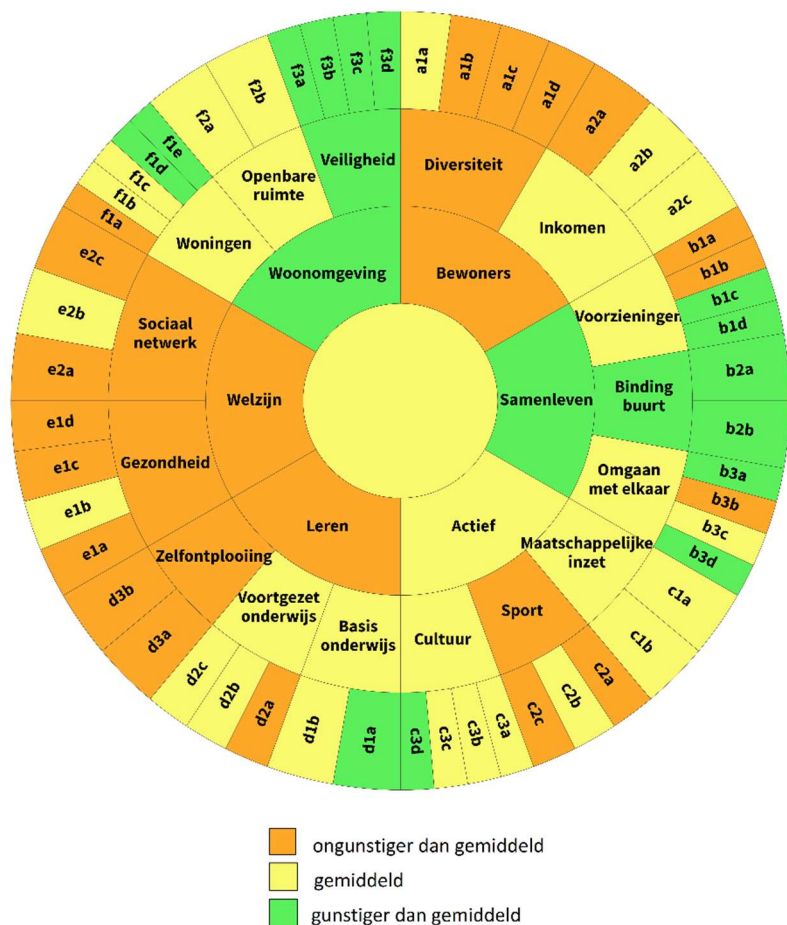 a1a
a1b
a1c
a1d
a2a
a2b
a2c
b1a
b1b
b1c
b1d
b2a
b2b
b3a
b3b
b3c
b3d
c1a
c1b
c2a
c2b
c2c
c3a
c3b
c3c
c3d
d1a
d1b
d2a
d2b
d2c
d3a
d3b
e1a
e1b
e1c
e1d
e2a
e2b
e2c
f1a
f1b
f1c
f1d
f1e
f2a
f2b
f3a
f3b
f3c
f3d
Diversiteit
Inkomen
Voorzieningen
Binding
buurt
Omgaan
met elkaar
Maatschappelijke
inzet
Sport
Cultuur
Basis
onderwijs
Voortgezet
onderwijs
Zelfontplooiing
Gezondheid
Sociaal
netwerk
Woningen
Openbare
ruimte
Veiligheid
Bewoners
Samenleven
Actief
Leren
Welzijn
Woonomgeving
ongunstiger dan gemiddeld
gemiddeld
gunstiger dan gemiddeld